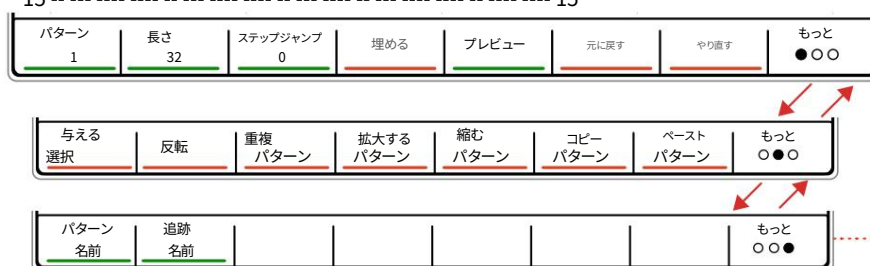 パターン 長さ ステップジャンプ 埋める プレビュー 元に戻す やり直す もっと
1 32 0
与える 反転 重複 拡大する 縮む コピー ペースト もっと
選択 パターン パターン パターン パターン パターン
パターン 追跡 もっと
名前 名前